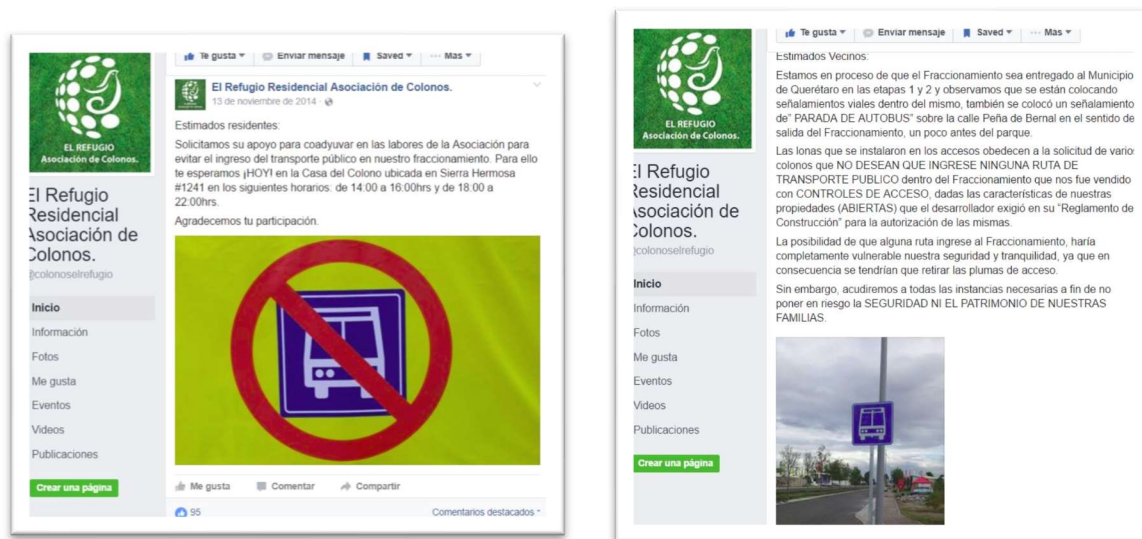 Te gusta Enviar mensaje Saved Mas
EL REFUGIO
Asociación de Colonos.
El Refugio
Residencial
Asociación de
Colonos.
@colonoselrefugio
Inicio
Información
Fotos
Me gusta
Eventos
Videos
Publicaciones
Crear una página
El Refugio Residencial Asociación de Colonos.
13 de noviembre de 2014
Estimados residentes:
Solicitamos su apoyo para coadyuvar en las labores de la Asociación para
evitar el ingreso del transporte público en nuestro fraccionamiento. Para ello
te esperamos ¡HOY! en la Casa del Colono ubicada en Sierra Hermosa
#1241 en los siguientes horarios: de 14:00 a 16:00hrs y de 18:00 a
22:00hrs.
Agradecemos tu participación.
Me gusta Comentar Compartir
95 Comentarios destacados
Te gusta Enviar mensaje Saved Mas
EL REFUGIO
Asociación de Colonos.
El Refugio
Residencial
Asociación de
Colonos.
@colonoselrefugio
Inicio
Información
Fotos
Me gusta
Eventos
Videos
Publicaciones
Crear una página
Estimados Vecinos:
Estamos en proceso de que el Fraccionamiento sea entregado al Municipio
de Querétaro en las etapas 1 y 2 y observamos que se están colocando
señalamientos viales dentro del mismo, también se colocó un señalamiento
de" PARADA DE AUTOBUS" sobre la calle Peña de Bernal en el sentido de
salida del Fraccionamiento, un poco antes del parque.
Las lonas que se instalaron en los accesos obedecen a la solicitud de varios
colonos que NO DESEAN QUE INGRESE NINGUNA RUTA DE
TRANSPORTE PUBLICO dentro del Fraccionamiento que nos fue vendido
con CONTROLES DE ACCESO, dadas las características de nuestras
propiedades (ABIERTAS) que el desarrollador exigió en su "Reglamento de
Construcción" para la autorización de las mismas.
La posibilidad de que alguna ruta ingrese al Fraccionamiento, haría
completamente vulnerable nuestra seguridad y tranquilidad, ya que en
consecuencia se tendrían que retirar las plumas de acceso.
Sin embargo, acudiremos a todas las instancias necesarias a fin de no
poner en riesgo la SEGURIDAD NI EL PATRIMONIO DE NUESTRAS
FAMILIAS.